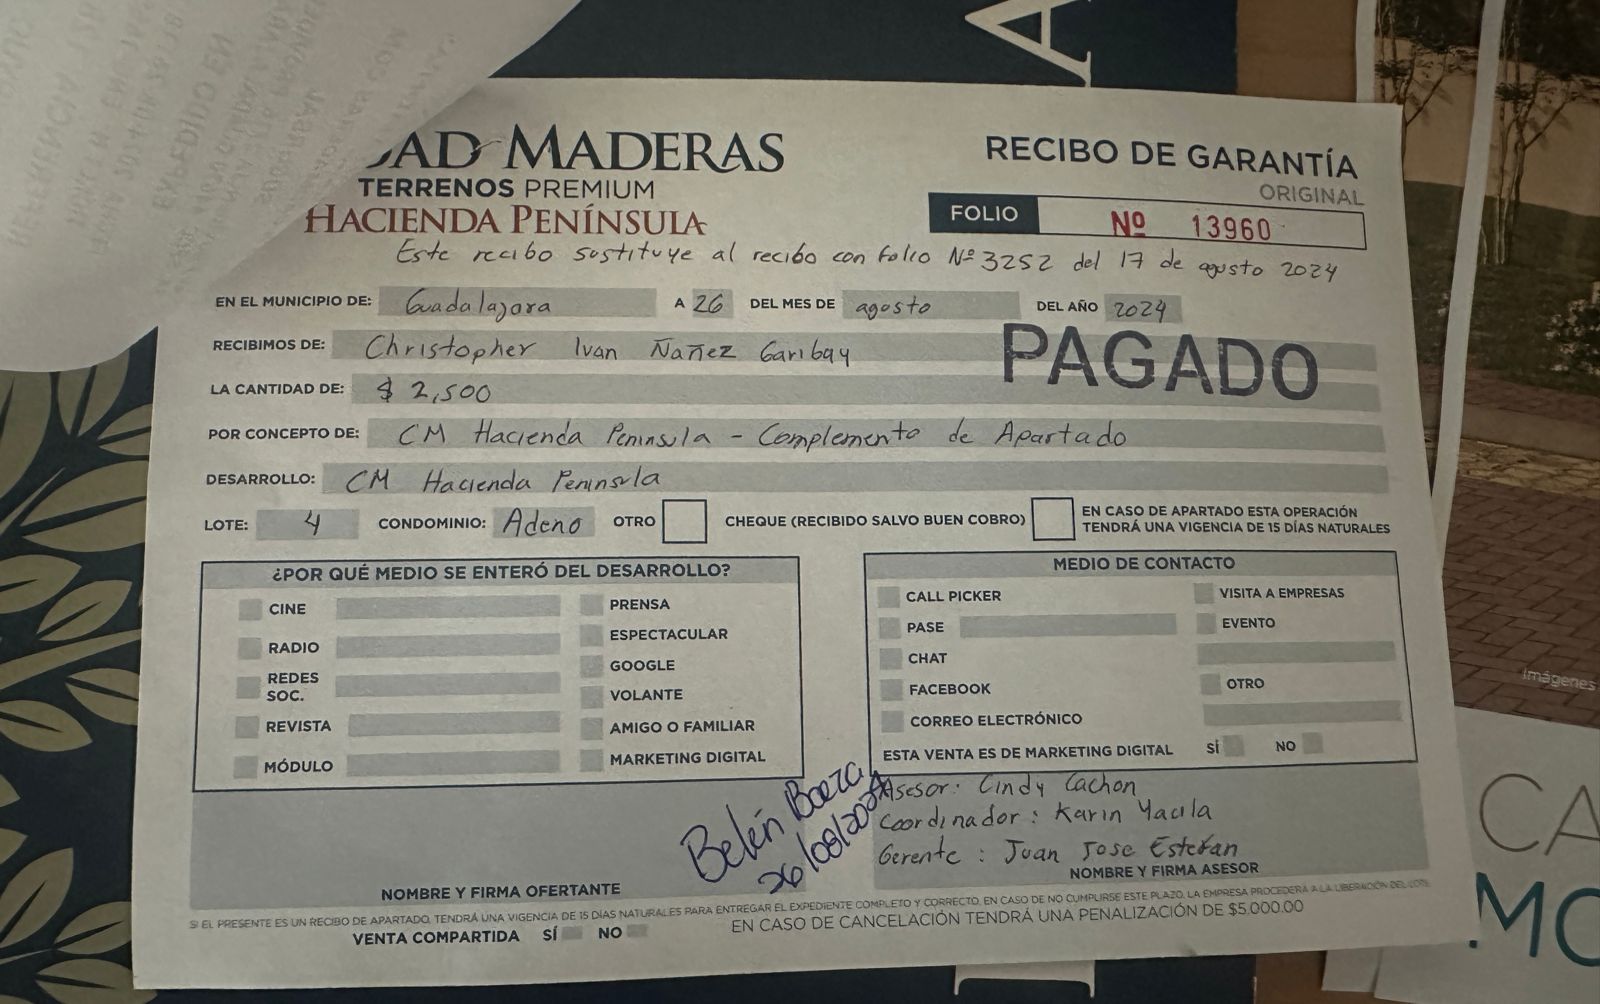 DAD MADERAS
TERRENOS PREMIUM
HACIENDA PENÍNSULA
RECIBO DE GARANTÍA
ORIGINAL
FOLIO Nº 13960
Este recibo sustituye al recibo con folio Nº 3252 del 17 de agosto 2024
EN EL MUNICIPIO DE: Guadalajara A 26 DEL MES DE agosto DEL AÑO 2024
RECIBIMOS DE: Christopher Ivan Ñañez Garibay
PAGADO
LA CANTIDAD DE: $ 2,500
POR CONCEPTO DE: CM Hacienda Peninsula - Complemento de Apartado
DESARROLLO: CM Hacienda Peninsula
LOTE: 4 CONDOMINIO: Adeno OTRO CHEQUE (RECIBIDO SALVO BUEN COBRO) EN CASO DE APARTADO ESTA OPERACIÓN
TENDRÁ UNA VIGENCIA DE 15 DÍAS NATURALES
¿POR QUÉ MEDIO SE ENTERÓ DEL DESARROLLO?
CINE
RADIO
REDES
SOC.
REVISTA
MÓDULO
PRENSA
ESPECTACULAR
GOOGLE
VOLANTE
AMIGO O FAMILIAR
MARKETING DIGITAL
MEDIO DE CONTACTO
CALL PICKER
PASE
CHAT
FACEBOOK
CORREO ELECTRÓNICO
VISITA A EMPRESAS
EVENTO
OTRO
ESTA VENTA ES DE MARKETING DIGITAL SÍ NO
Belén Baeza
26/08/2024
Asesor: Cindy Cachon
Coordinador: Karin Yacila
Gerente: Juan Jose Estefan
NOMBRE Y FIRMA OFERTANTE
NOMBRE Y FIRMA ASESOR
SI EL PRESENTE ES UN RECIBO DE APARTADO, TENDRÁ UNA VIGENCIA DE 15 DÍAS NATURALES PARA ENTREGAR EL EXPEDIENTE COMPLETO Y CORRECTO, EN CASO DE NO CUMPLIRSE ESTE PLAZO, LA EMPRESA PROCEDERÁ A LA LIBERACIÓN DEL LOTE.
VENTA COMPARTIDA SÍ NO
EN CASO DE CANCELACIÓN TENDRÁ UNA PENALIZACIÓN DE $5,000.00
A
imágenes
CA
MO